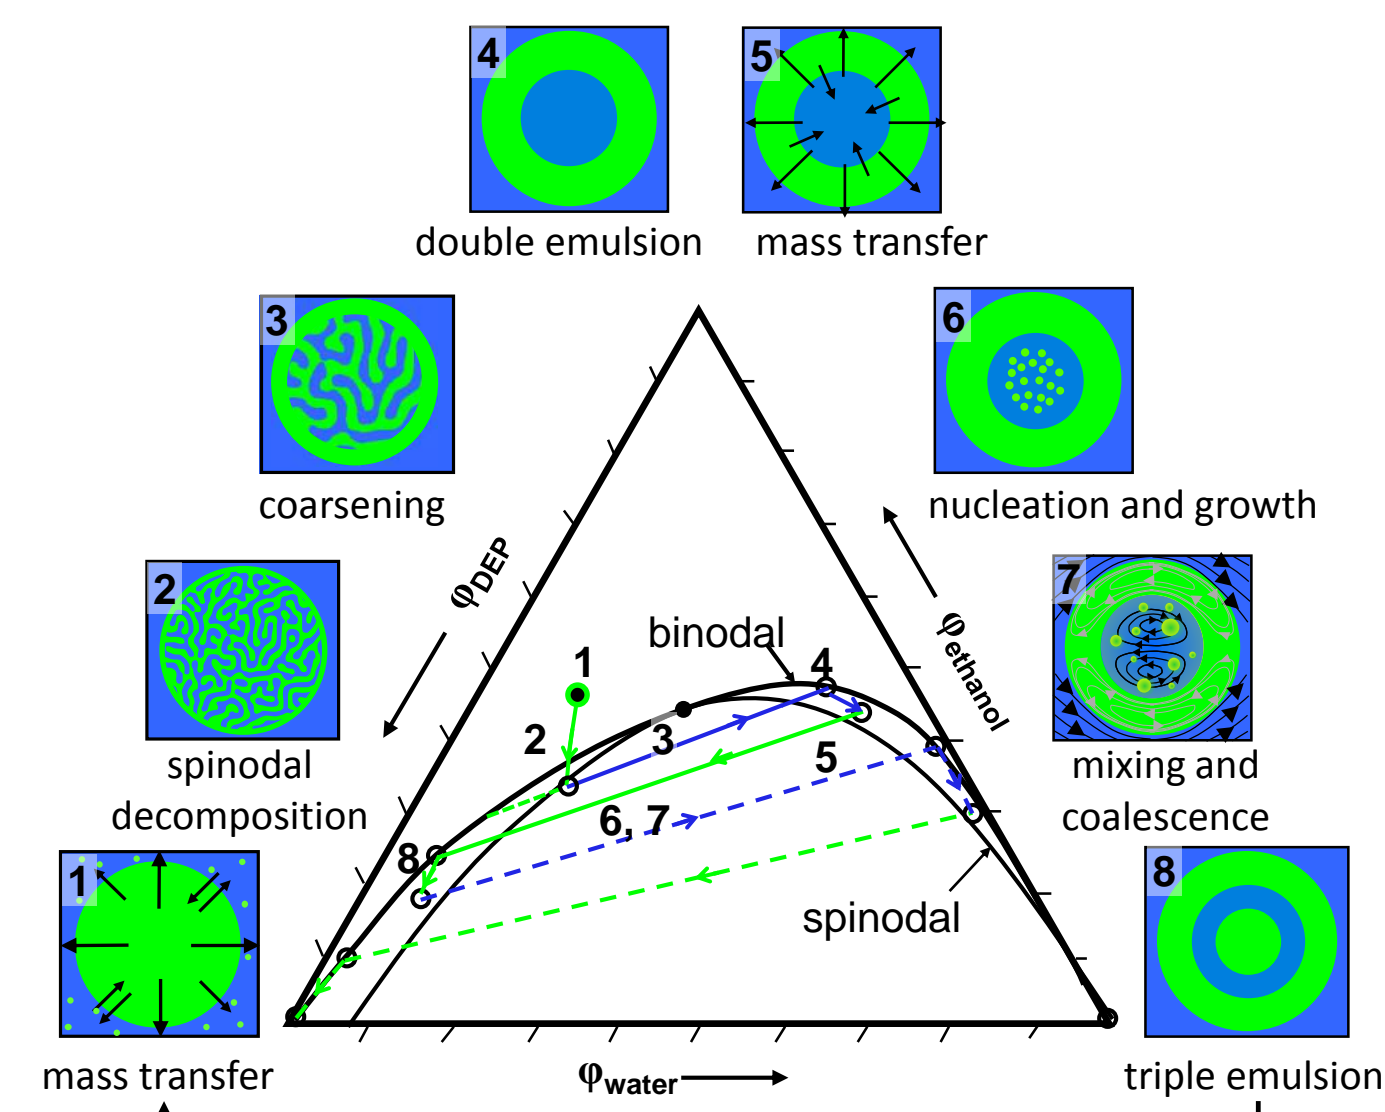 4
double emulsion
5
mass transfer
3
coarsening
6
nucleation and growth
2
spinodal
decomposition
7
mixing and
coalescence
1
mass transfer
8
triple emulsion
φDEP
φethanol
φwater
binodal
spinodal
1
2
3
4
5
6, 7
8